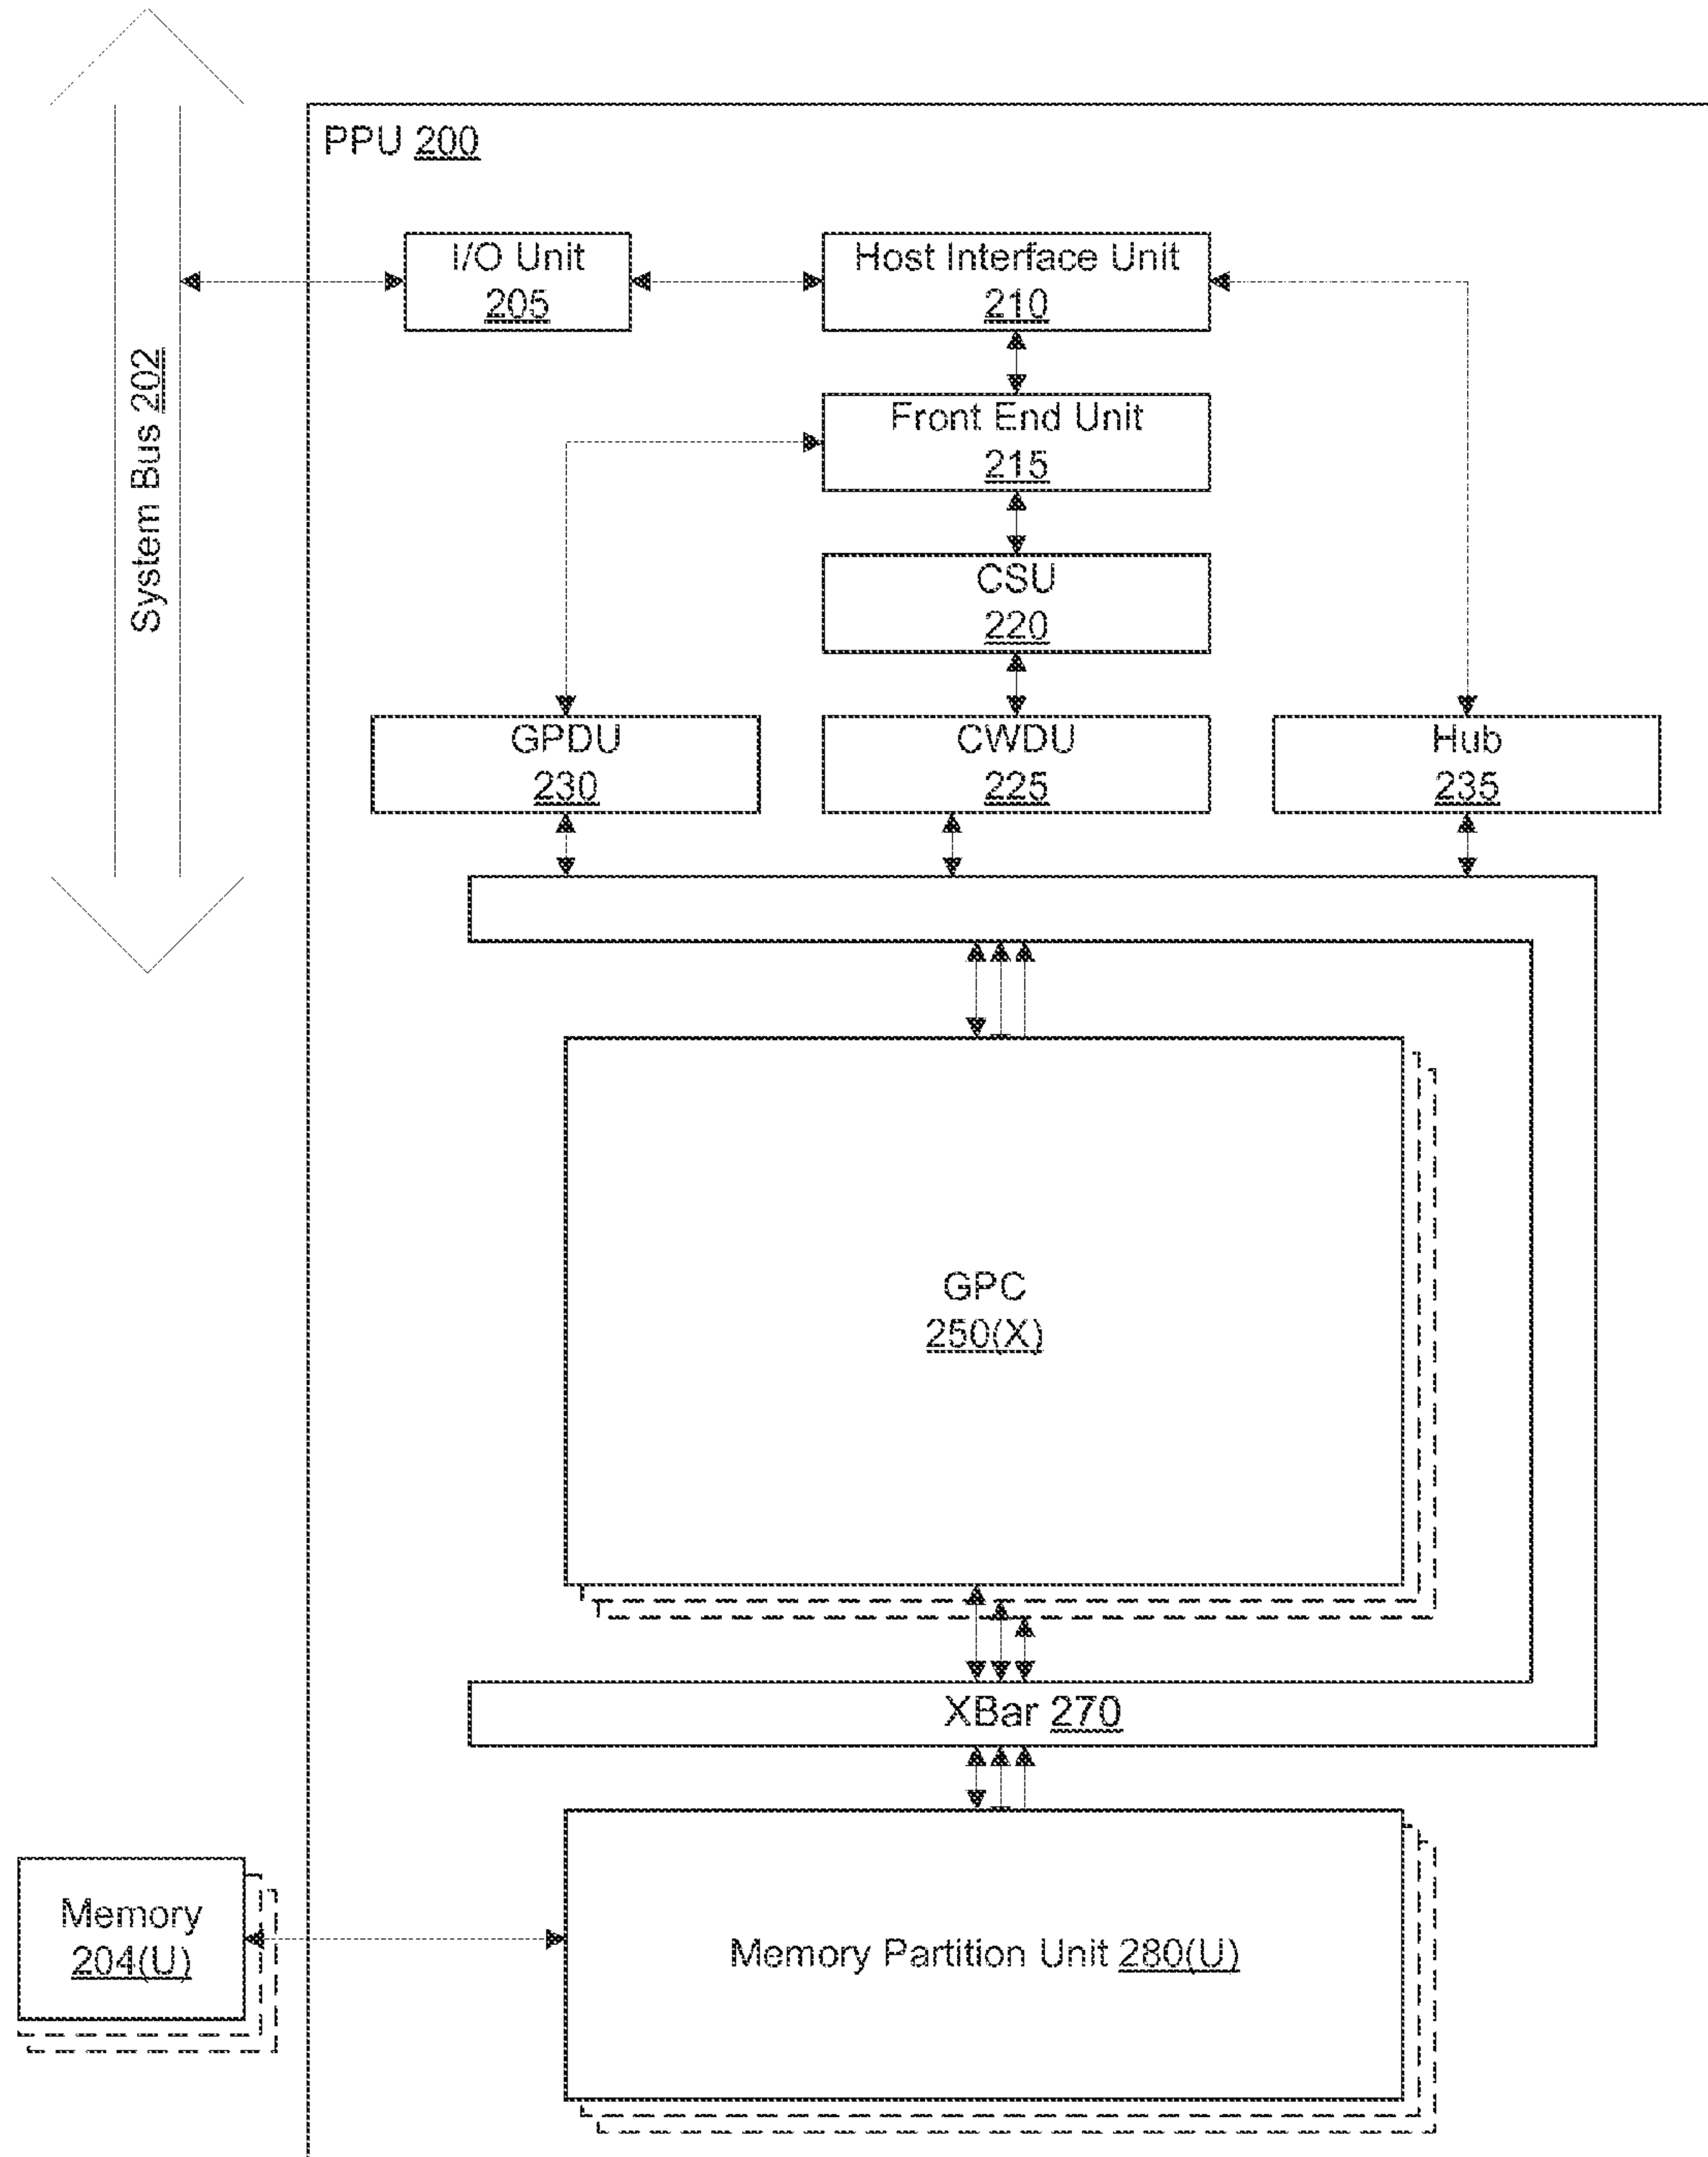 PPU 200
I/O Unit
205
Host Interface Unit
210
System Bus 202
Front End Unit
215
CSU
220
GPDU
230
CWDU
225
Hub
235
GPC
250(X)
XBar 270
Memory
204(U)
Memory Partition Unit 280(U)